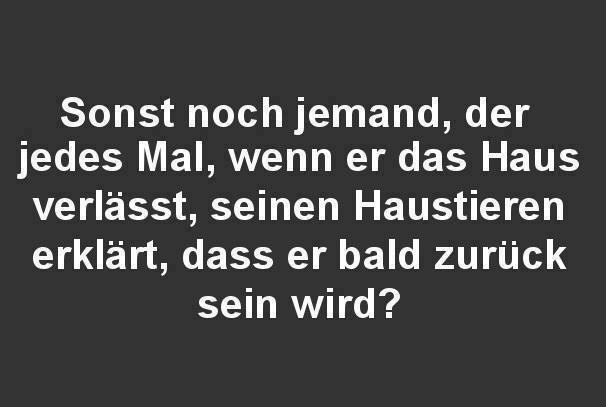 Sonst noch jemand, der
jedes Mal, wenn er das Haus
verlässt, seinen Haustieren
erklärt, dass er bald zurück
sein wird?